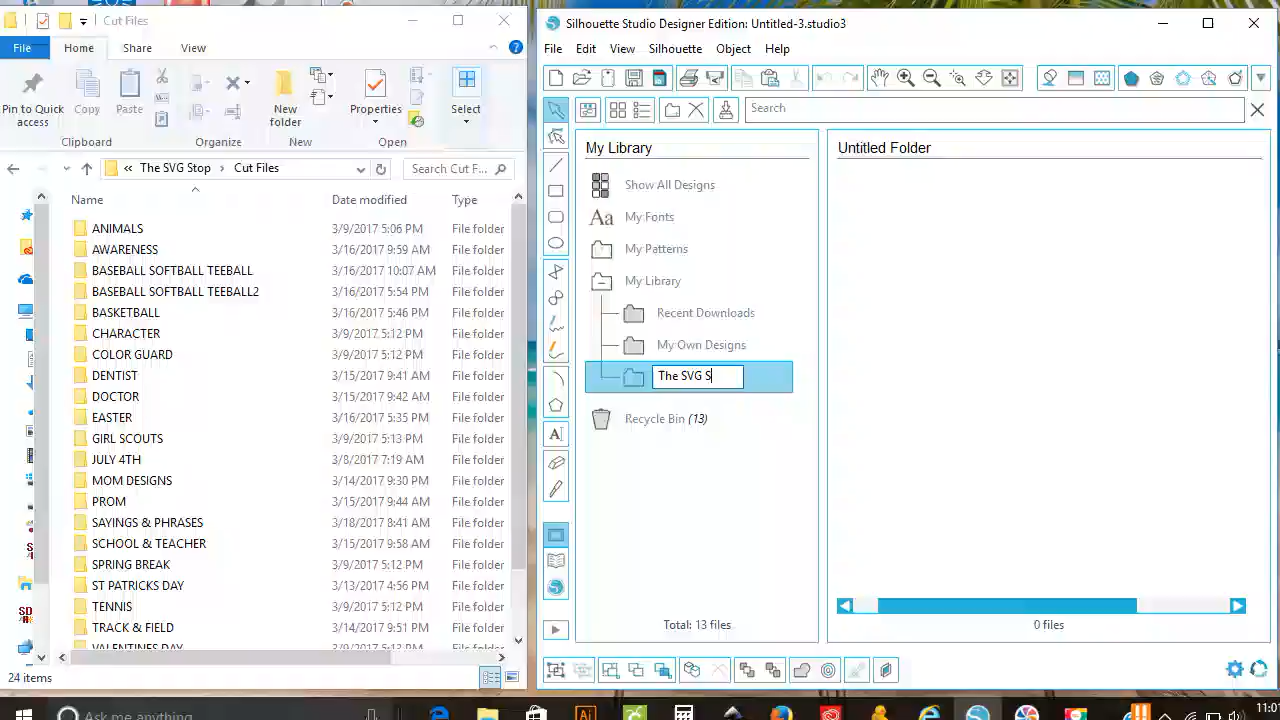 Cut Files
File Home Share View
Pin to Quick access
Copy
Paste
New folder
Properties
Select
Clipboard Organize New Open
The SVG Stop Cut Files
Search Cut F...
Name Date modified Type
ANIMALS 3/9/2017 5:06 PM File folder
AWARENESS 3/16/2017 9:59 AM File folder
BASEBALL SOFTBALL TEEBALL 3/16/2017 10:07 AM File folder
BASEBALL SOFTBALL TEEBALL2 3/16/2017 5:54 PM File folder
BASKETBALL 3/16/2017 5:46 PM File folder
CHARACTER 3/9/2017 5:12 PM File folder
COLOR GUARD 3/9/2017 5:12 PM File folder
DENTIST 3/15/2017 9:41 AM File folder
DOCTOR 3/15/2017 9:42 AM File folder
EASTER 3/16/2017 5:35 PM File folder
GIRL SCOUTS 3/9/2017 5:13 PM File folder
JULY 4TH 3/8/2017 7:19 AM File folder
MOM DESIGNS 3/14/2017 9:30 PM File folder
PROM 3/15/2017 9:44 AM File folder
SAYINGS & PHRASES 3/18/2017 8:41 AM File folder
SCHOOL & TEACHER 3/15/2017 9:58 AM File folder
SPRING BREAK 3/9/2017 5:12 PM File folder
ST PATRICKS DAY 3/13/2017 4:56 PM File folder
TENNIS 3/9/2017 5:12 PM File folder
TRACK & FIELD 3/14/2017 9:51 PM File folder
VALENTINES DAY 3/9/2017 5:13 PM File folder
24 items
Silhouette Studio Designer Edition: Untitled-3.studio3
File Edit View Silhouette Object Help
Search
My Library
Show All Designs
Aa My Fonts
My Patterns
My Library
Recent Downloads
My Own Designs
The SVG S
Recycle Bin (13)
Total: 13 files
Untitled Folder
0 files
Ask me anything